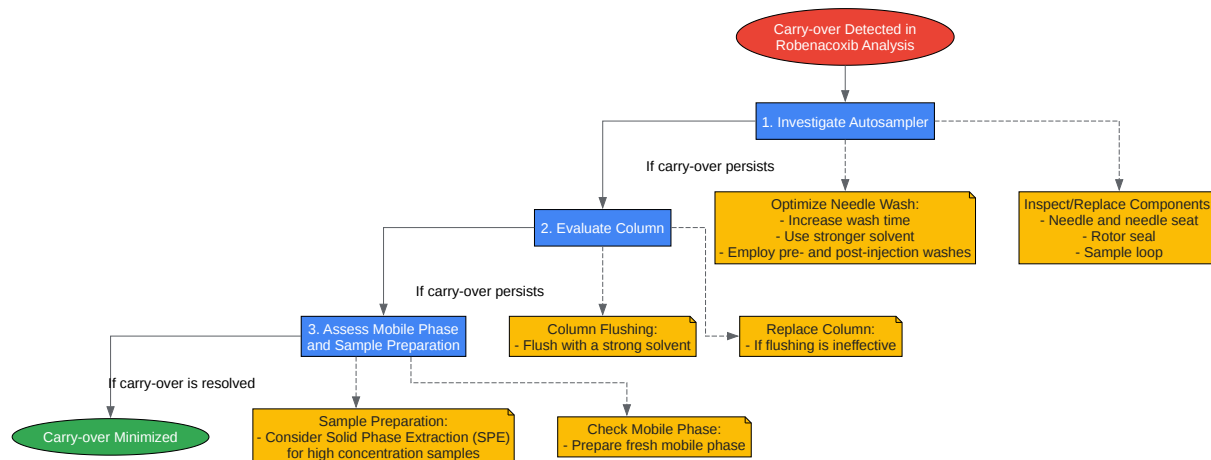 Carry-over Detected in
Robenacoxib Analysis
1. Investigate Autosampler
If carry-over persists
Optimize Needle Wash:
- Increase wash time
- Use stronger solvent
- Employ pre- and post-injection washes
Inspect/Replace Components
- Needle and needle seat
- Rotor seal
- Sample loop
2. Evaluate Column
If carry-over persists
Column Flushing:
- Flush with a strong solvent
Replace Column:
- If flushing is ineffective
3. Assess Mobile Phase
and Sample Preparation
If carry-over is resolved
Carry-over Minimized
Sample Preparation:
- Consider Solid Phase Extraction (SPE)
for high concentration samples
Check Mobile Phase:
- Prepare fresh mobile phase